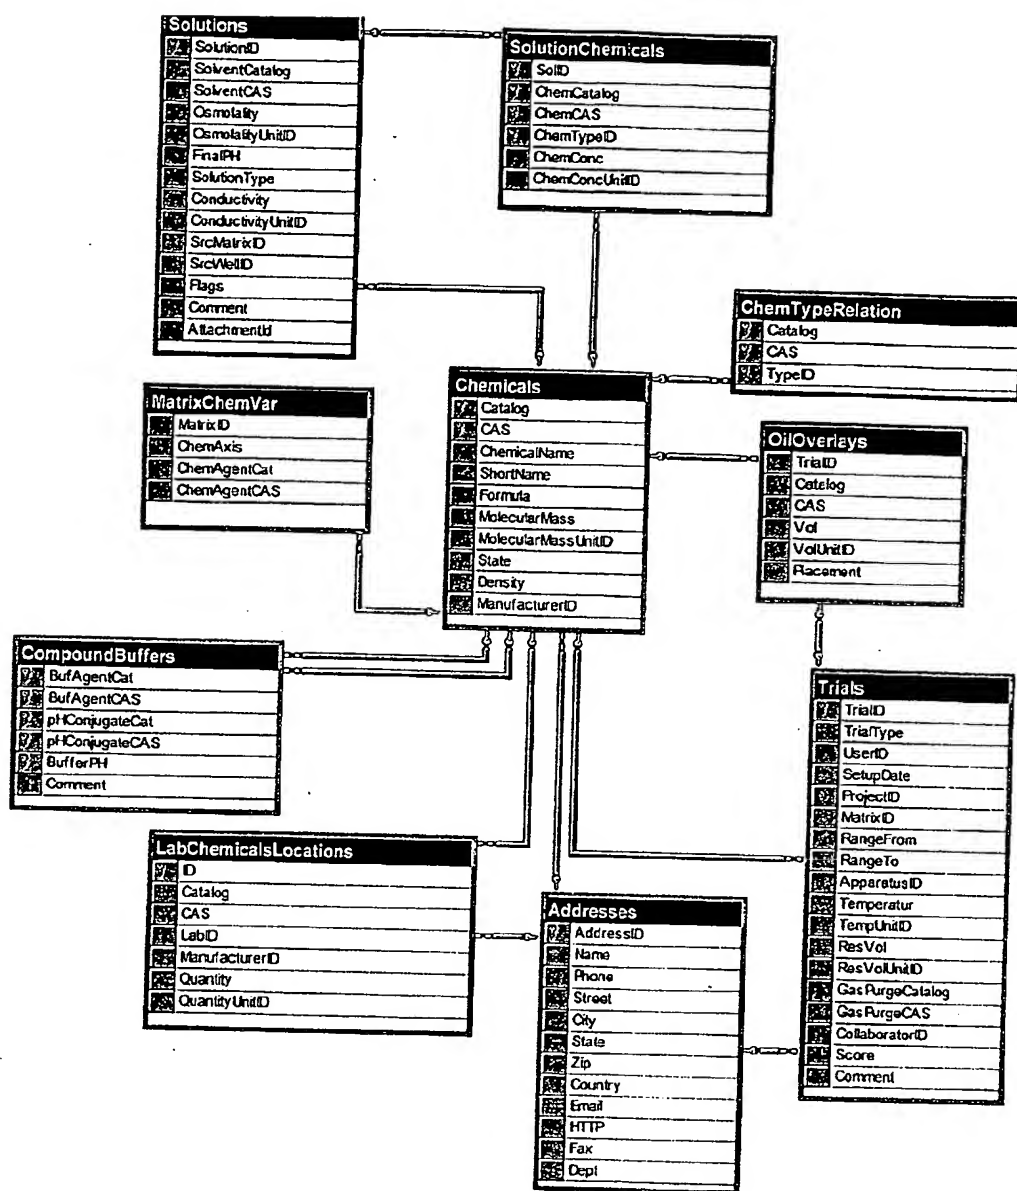 Solutions
SolutionID
SolventCatalog
SolventCAS
Osmolality
OsmolalityUnitID
FinalPH
SolutionType
Conductivity
ConductivityUnitID
SrcMatrixID
SrcWellID
Flags
Comment
AttachmentId
SolutionChemicals
SolID
ChemCatalog
ChemCAS
ChemTypeID
ChemConc
ChemConcUnitID
ChemTypeRelation
Catalog
CAS
TypeID
MatrixChemVar
MatrixID
ChemAxis
ChemAgentCat
ChemAgentCAS
Chemicals
Catalog
CAS
ChemicalName
ShortName
Formula
MolecularMass
MolecularMassUnitID
State
Density
ManufacturerID
OilOverlays
TrialID
Catalog
CAS
Vol
VolUnitID
Placement
CompoundBuffers
BufAgentCat
BufAgentCAS
pHConjugateCat
pHConjugateCAS
BufferPH
Comment
Trials
TrialID
TrialType
UserID
SetupDate
ProjectID
MatrixID
RangeFrom
RangeTo
ApparatusID
Temperatur
TempUnitID
ResVol
ResVolUnitID
GasPurgeCatalog
GasPurgeCAS
CollaboratorID
Score
Comment
LabChemicalsLocations
ID
Catalog
CAS
LabID
ManufacturerID
Quantity
QuantityUnitID
Addresses
AddressID
Name
Phone
Street
City
State
Zip
Country
Email
HTTP
Fax
Dept